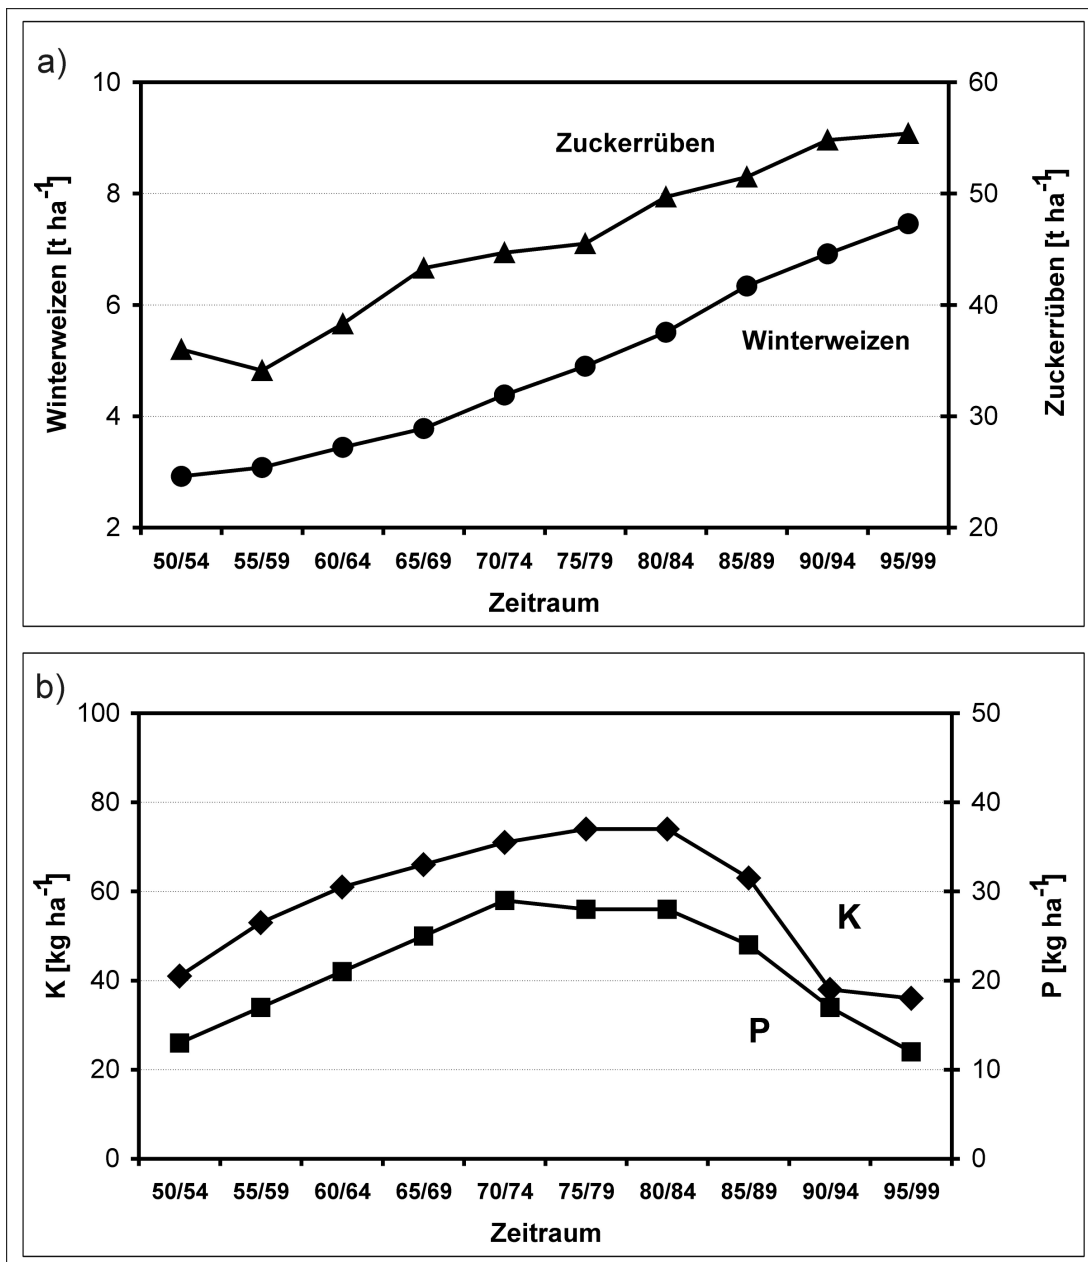 a)
10
60
Zuckerrüben
8
50
Winterweizen [t ha-1]
Zuckerrüben [t ha-1]
6
40
Winterweizen
4
30
2
20
50/54 55/59 60/64 65/69 70/74 75/79 80/84 85/89 90/94 95/99
Zeitraum
b)
100
50
80
40
K [kg ha-1]
P [kg ha-1]
60
30
K
40
20
P
20
10
0
0
50/54 55/59 60/64 65/69 70/74 75/79 80/84 85/89 90/94 95/99
Zeitraum